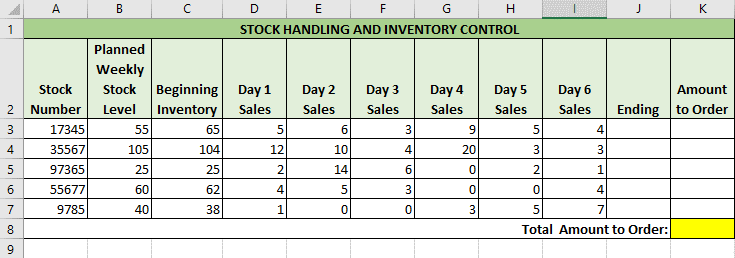 A B C D E F G H I J K
1 STOCK HANDLING AND INVENTORY CONTROL
Planned
Weekly
Stock Stock Beginning Day 1 Day 2 Day 3 Day 4 Day 5 Day 6 Amount
2 Number Level Inventory Sales Sales Sales Sales Sales Sales Ending to Order
3 17345 55 65 5 6 3 9 5 4
4 35567 105 104 12 10 4 20 3 3
5 97365 25 25 2 14 6 0 2 1
6 55677 60 62 4 5 3 0 0 4
7 9785 40 38 1 0 0 3 5 7
8 Total Amount to Order:
9